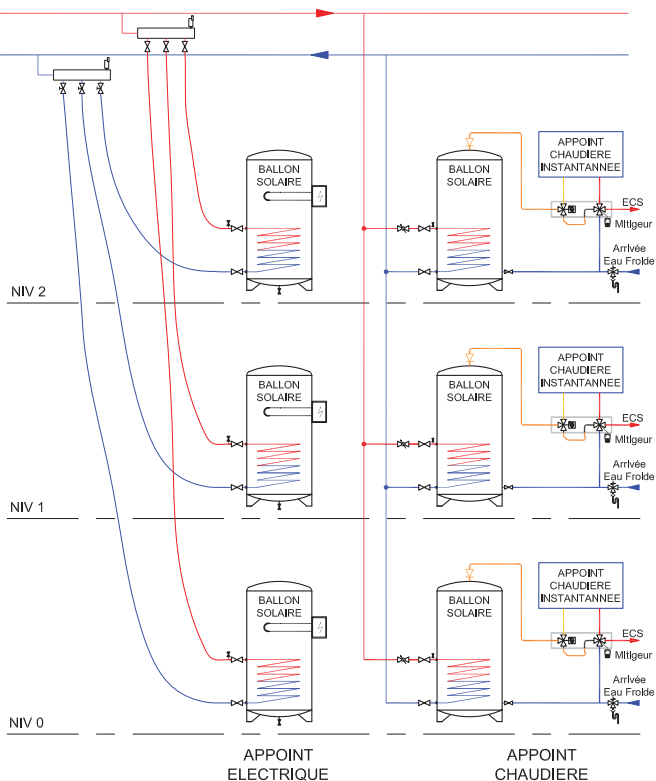 BALLON
SOLAIRE
BALLON
SOLAIRE
APPOINT
CHAUDIERE
INSTANTANNEE
ECS
Mitigeur
Arrivée
Eau Froide
NIV 2
BALLON
SOLAIRE
BALLON
SOLAIRE
APPOINT
CHAUDIERE
INSTANTANNEE
ECS
Mitigeur
Arrivée
Eau Froide
NIV 1
BALLON
SOLAIRE
BALLON
SOLAIRE
APPOINT
CHAUDIERE
INSTANTANNEE
ECS
Mitigeur
Arrivée
Eau Froide
NIV 0
APPOINT
ELECTRIQUE
APPOINT
CHAUDIERE